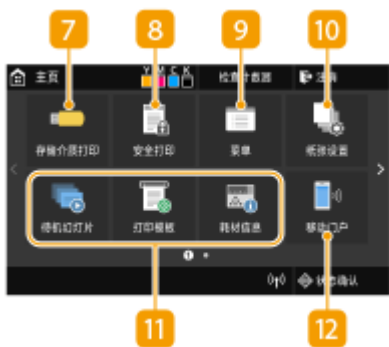 7 8 9 10
主页 Y M C K 检查计数器 注销
存储介质打印 安全打印 菜单 纸张设置
待机幻灯片 打印模板 耗材信息 移动门户
状态确认
11 12